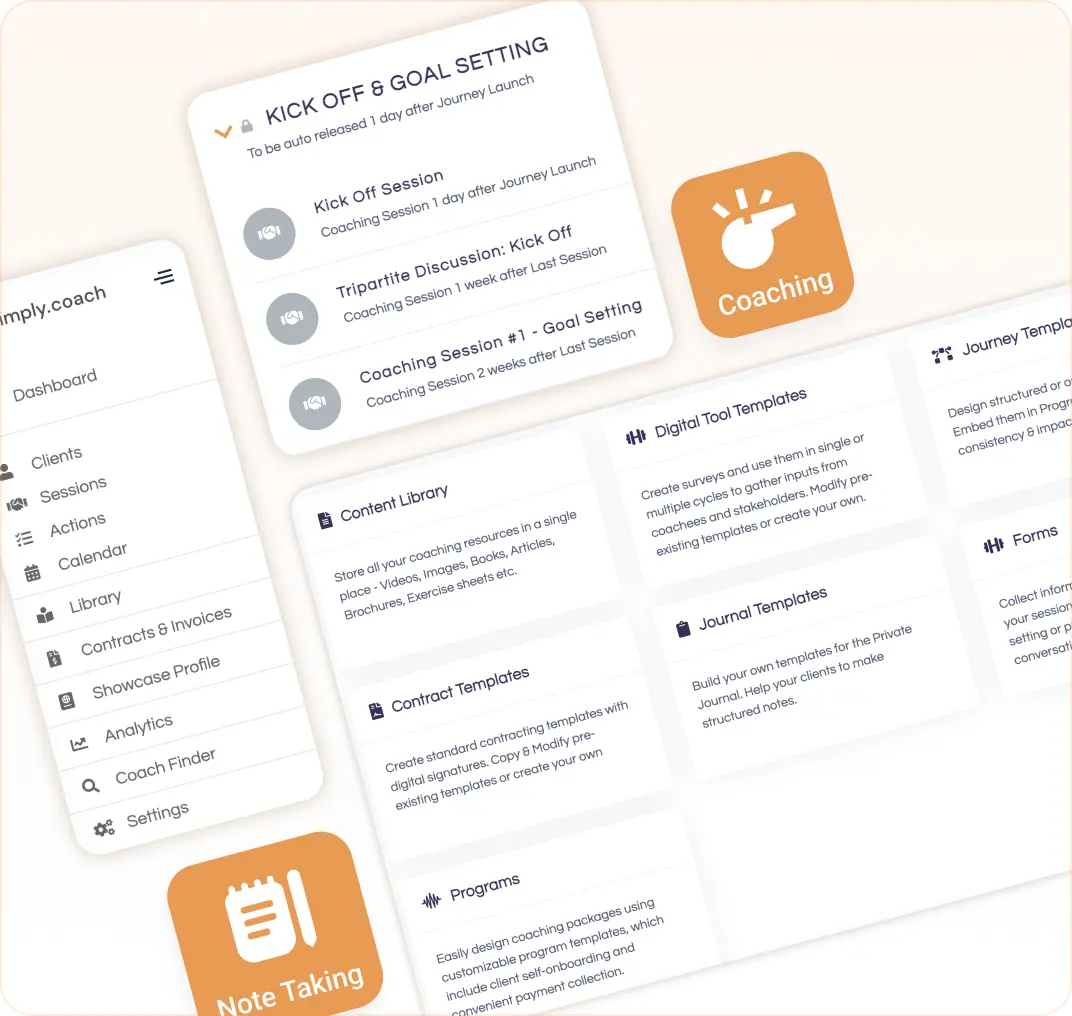 KICK OFF & GOAL SETTING
To be auto released 1 day after Journey Launch
Kick Off Session
Coaching Session 1 day after Journey Launch
Tripartite Discussion: Kick Off
Coaching Session 1 week after Last Session
Coaching Session #1 - Goal Setting
Coaching Session 2 weeks after Last Session
Coaching
imply.coach
Dashboard
Clients
Sessions
Actions
Calendar
Library
Contracts & Invoices
Showcase Profile
Analytics
Coach Finder
Settings
Content Library
Store all your coaching resources in a single
place - Videos, Images, Books, Articles,
Brochures, Exercise sheets etc.
Digital Tool Templates
Create surveys and use them in single or
multiple cycles to gather inputs from
coachees and stakeholders. Modify pre-
existing templates or create your own.
Journey Templa
Design structured or
Embed them in Progr
consistency & impac
Contract Templates
Create standard contracting templates with
digital signatures. Copy & Modify pre-
existing templates or create your own
Journal Templates
Build your own templates for the Private
Journal. Help your clients to make
structured notes.
Forms
Collect inform
your session
setting or p
conversati
Programs
Easily design coaching packages using
customizable program templates, which
include client self-onboarding and
convenient payment collection.
Note Taking